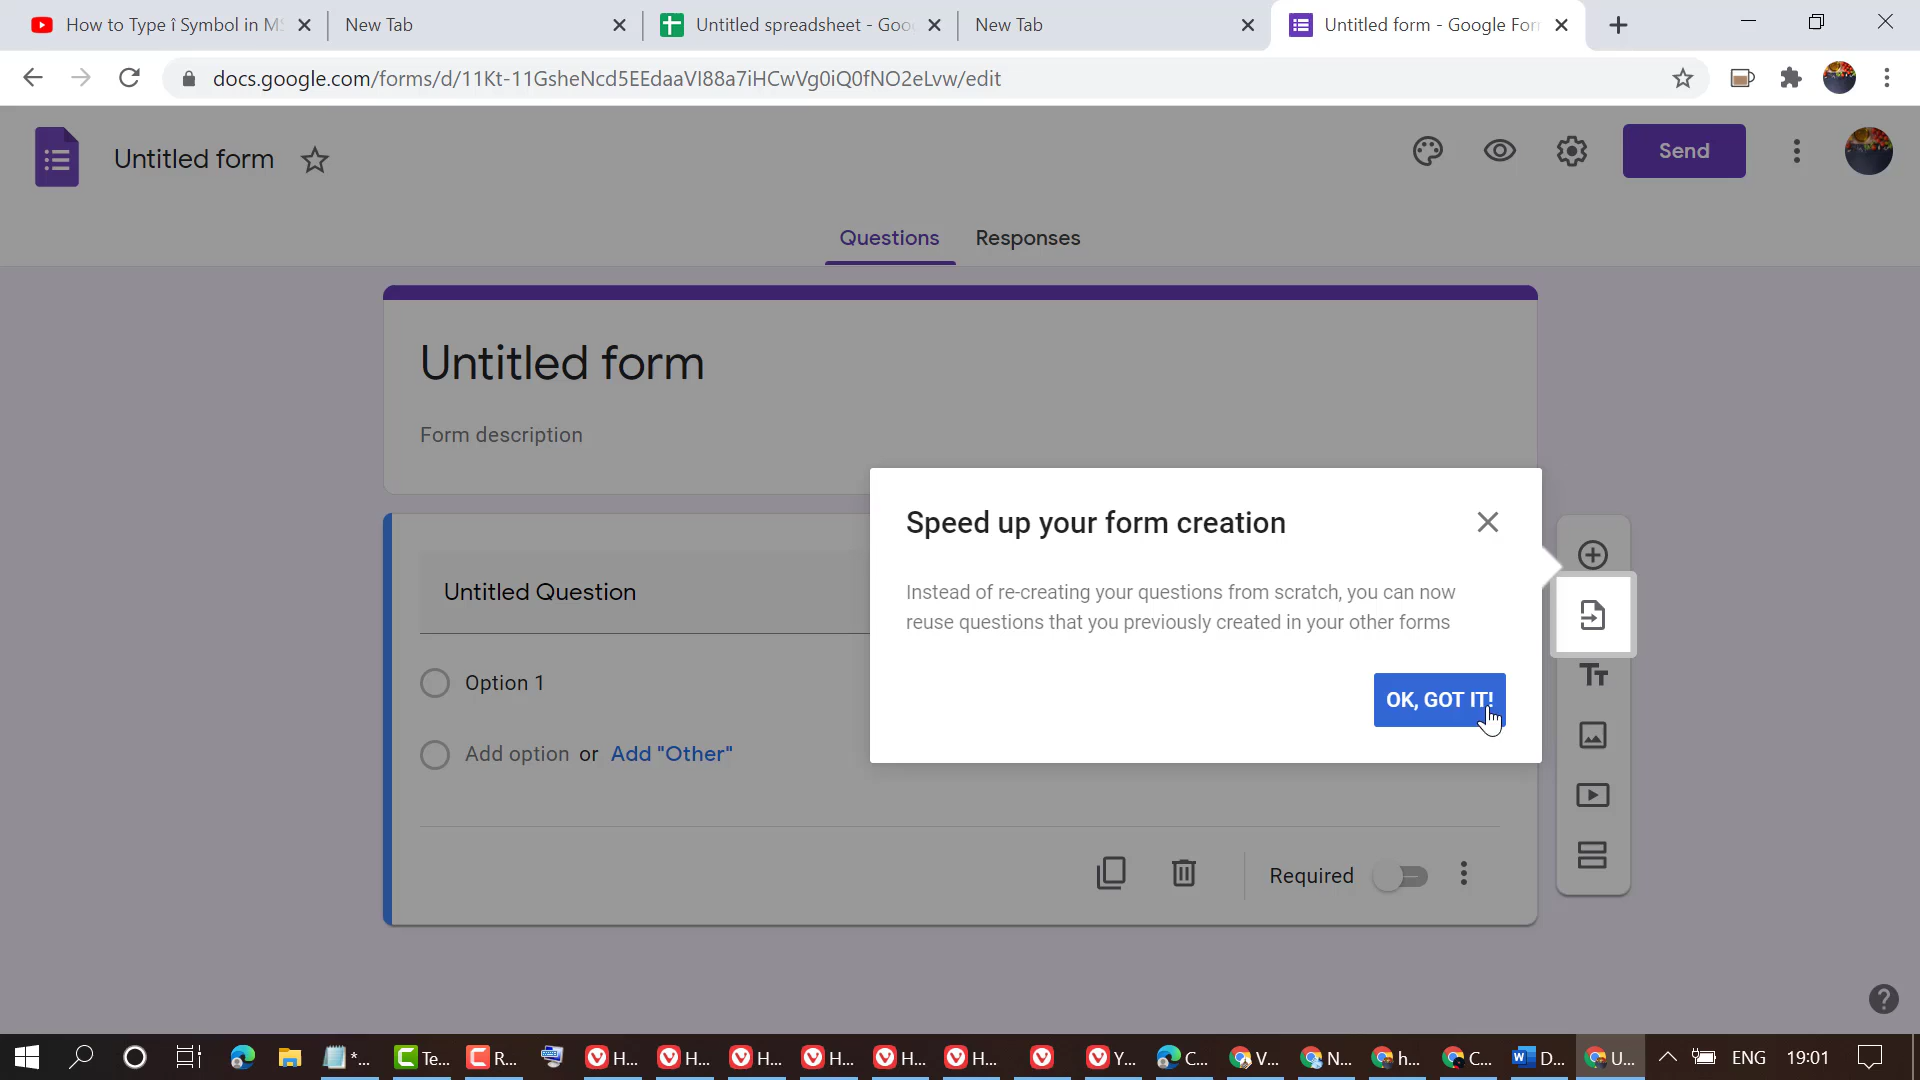 How to Type î Symbol in MS
New Tab
Untitled spreadsheet - Goo
New Tab
Untitled form - Google For
docs.google.com/forms/d/11Kt-11GsheNcd5EEdaaVI88a7iHCwVg0iQ0fNO2eLvw/edit
Untitled form
Send
Questions
Responses
Untitled form
Form description
Speed up your form creation
Instead of re-creating your questions from scratch, you can now
reuse questions that you previously created in your other forms
OK, GOT IT!
Untitled Question
Option 1
Add option or Add "Other"
Required
*... Te... R... H... H... H... H... H... H... Y... C... V... N... h... C... D... U... ENG 19:01